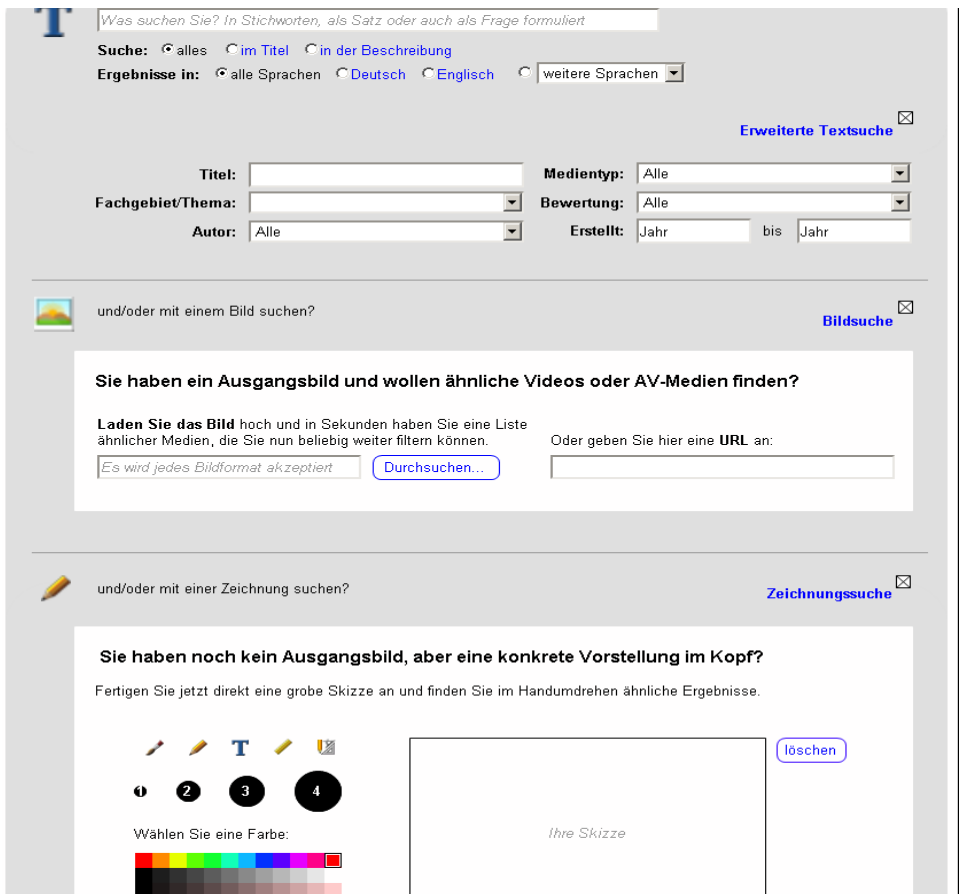 T
Was suchen Sie? In Stichworten, als Satz oder auch als Frage formuliert
Suche: alles im Titel in der Beschreibung
Ergebnisse in: alle Sprachen Deutsch Englisch weitere Sprachen
Erweiterte Textsuche
Titel: Medientyp: Alle
Fachgebiet/Thema: Bewertung: Alle
Autor: Alle Erstellt: Jahr bis Jahr
und/oder mit einem Bild suchen?
Bildsuche
Sie haben ein Ausgangsbild und wollen ähnliche Videos oder AV-Medien finden?
Laden Sie das Bild hoch und in Sekunden haben Sie eine Liste
ähnlicher Medien, die Sie nun beliebig weiter filtern können. Oder geben Sie hier eine URL an:
Es wird jedes Bildformat akzeptiert Durchsuchen...
und/oder mit einer Zeichnung suchen?
Zeichnungssuche
Sie haben noch kein Ausgangsbild, aber eine konkrete Vorstellung im Kopf?
Fertigen Sie jetzt direkt eine grobe Skizze an und finden Sie im Handumdrehen ähnliche Ergebnisse.
T löschen
1 2 3 4
Wählen Sie eine Farbe: Ihre Skizze